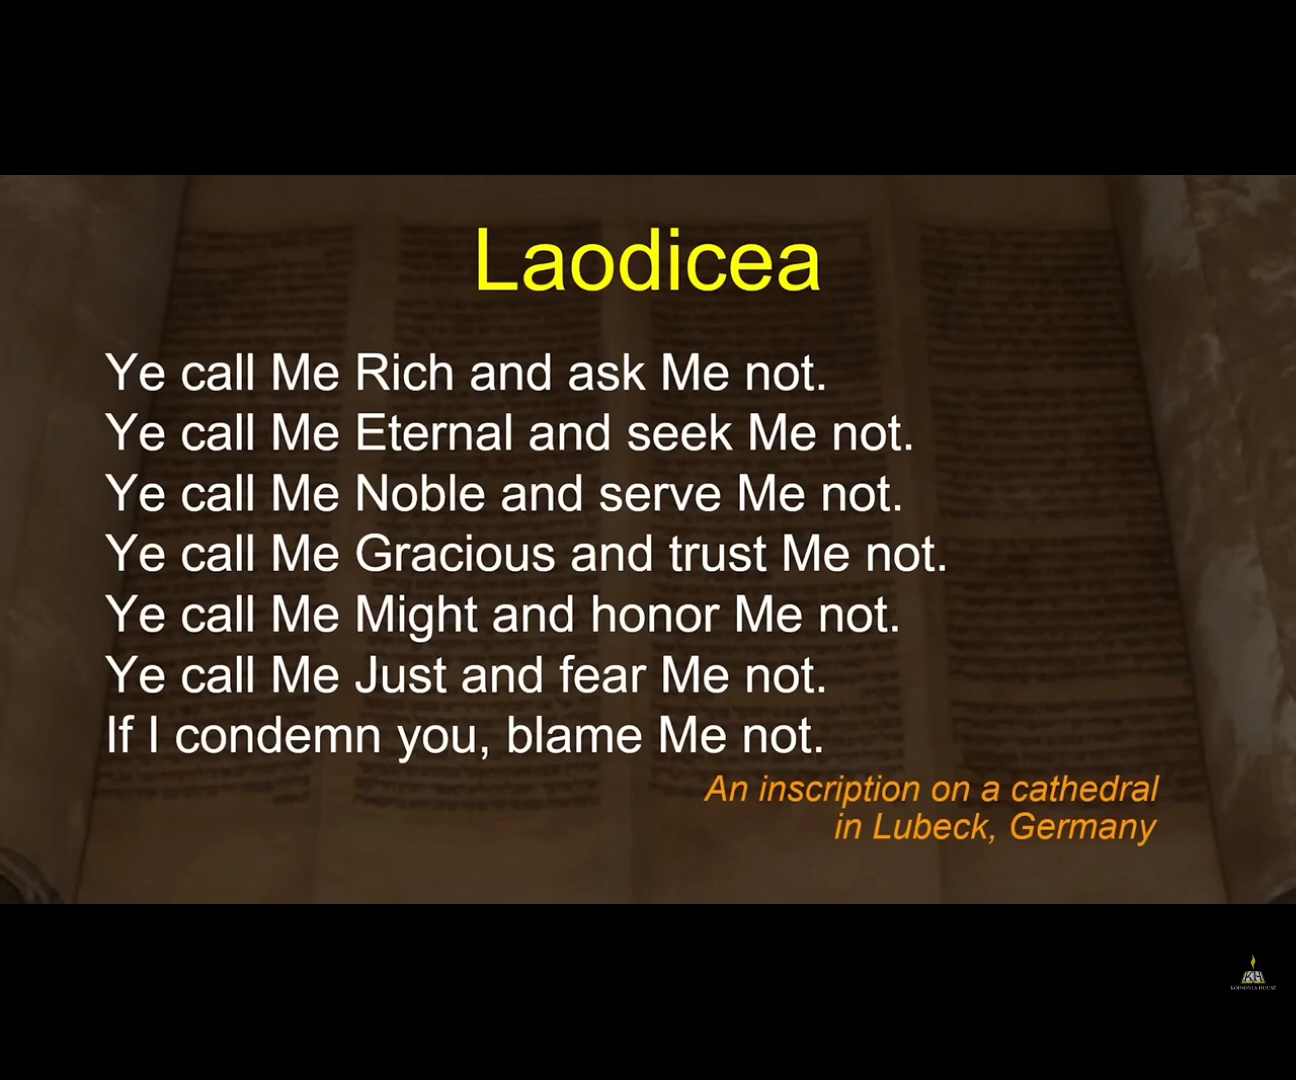 Laodicea
Ye call Me Rich and ask Me not.
Ye call Me Eternal and seek Me not.
Ye call Me Noble and serve Me not.
Ye call Me Gracious and trust Me not.
Ye call Me Might and honor Me not.
Ye call Me Just and fear Me not.
If I condemn you, blame Me not.
An inscription on a cathedral
in Lubeck, Germany
KH
KOINONIA HOUSE